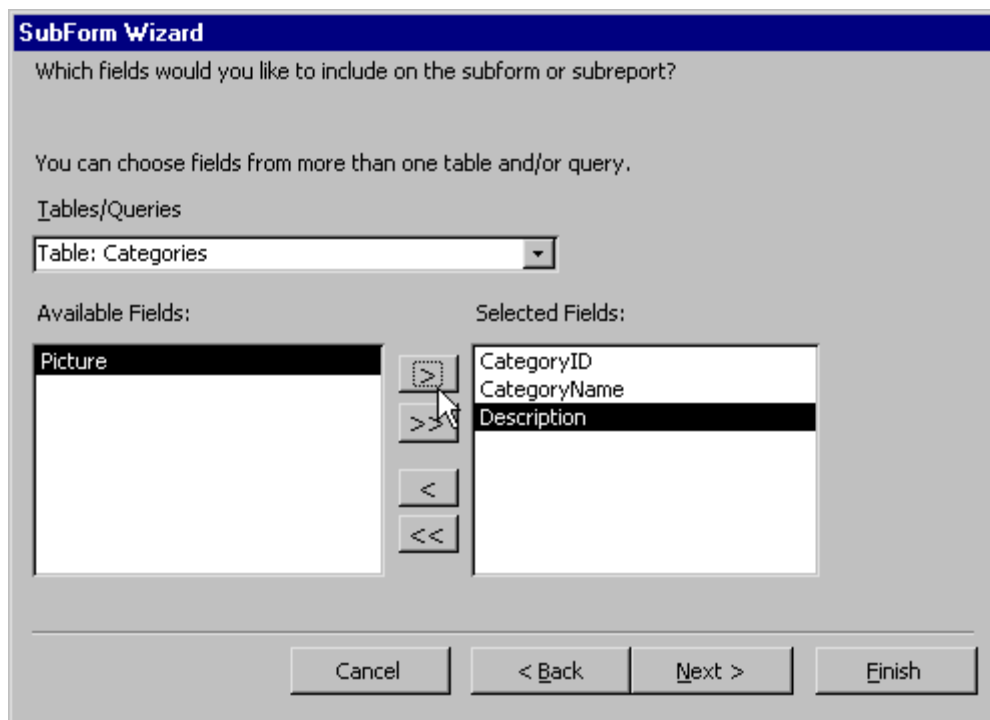 SubForm Wizard
Which fields would you like to include on the subform or subreport?
You can choose fields from more than one table and/or query.
Tables/Queries
Table: Categories
Available Fields:
Selected Fields:
Picture
>
CategoryID
CategoryName
>>
Description
<
<<
Cancel
< Back
Next >
Finish